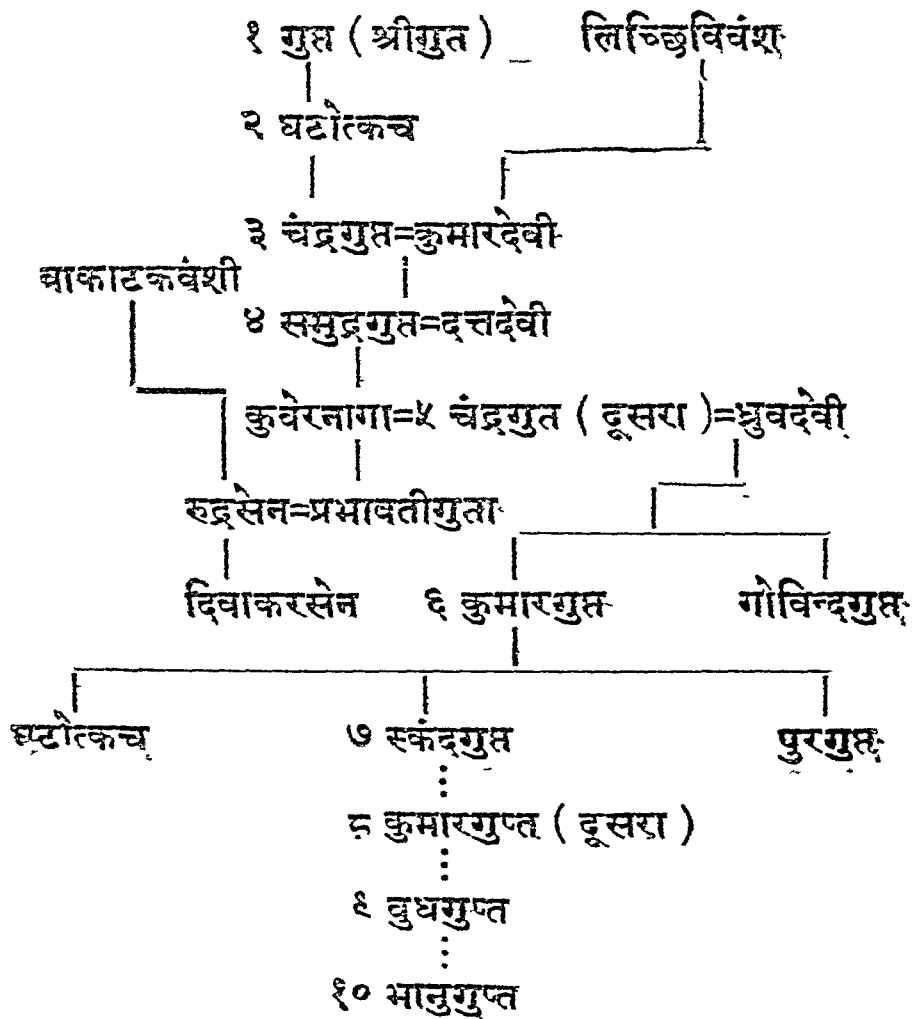 १ गुप्त ( श्रीगुत ) लिच्छिविवंश
२ घटोत्कच
३ चंद्रगुप्त=कुमारदेवी
वाकाटकवंशी
४ समुद्रगुप्त=दत्तदेवी
कुवेरनागा=५ चंद्रगुत ( दूसरा )=ध्रुवदेवी
रुद्रसेन=प्रभावतीगुता
दिवाकरसेन ६ कुमारगुप्त गोविन्दगुप्त
घटोत्कच ७ स्कंदगुप्त पुरगुप्त
८ कुमारगुप्त ( दूसरा )
९ वुधगुप्त
१० भानुगुप्त